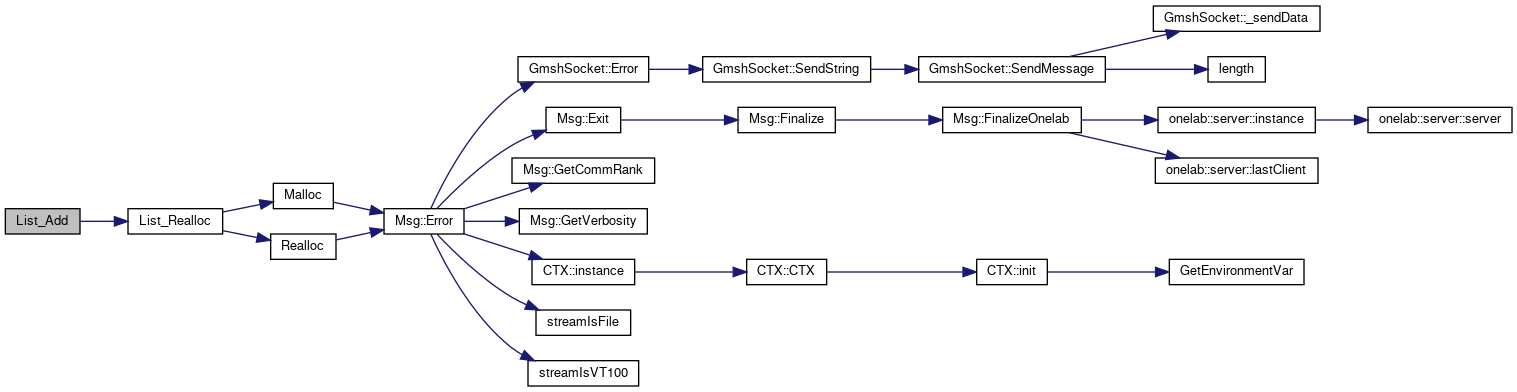 List_Add
List_Realloc
Malloc
Realloc
Msg::Error
GmshSocket::Error
GmshSocket::SendString
GmshSocket::SendMessage
GmshSocket::_sendData
length
Msg::Exit
Msg::Finalize
Msg::FinalizeOnelab
onelab::server::instance
onelab::server::server
onelab::server::lastClient
Msg::GetCommRank
Msg::GetVerbosity
CTX::instance
CTX::CTX
CTX::init
GetEnvironmentVar
streamIsFile
streamIsVT100